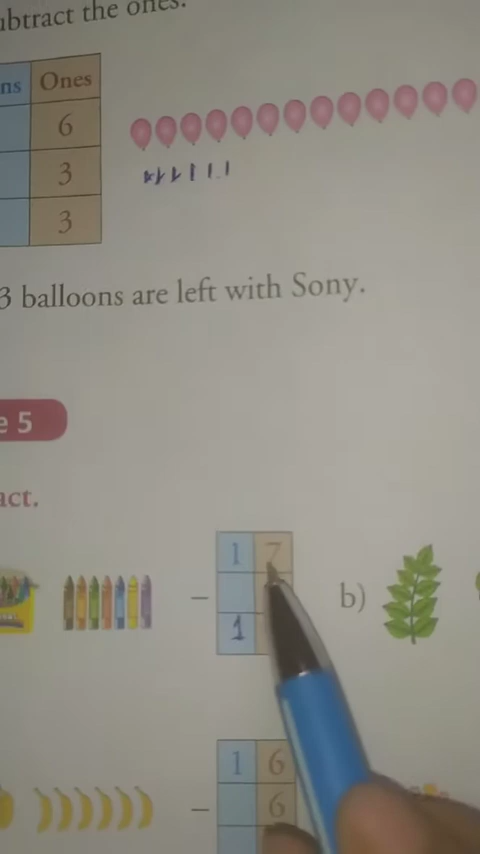 ubtract the ones.
ns Ones
6
3
3
3 balloons are left with Sony.
e 5
act.
1 7
−
1
b)
1 6
− 6